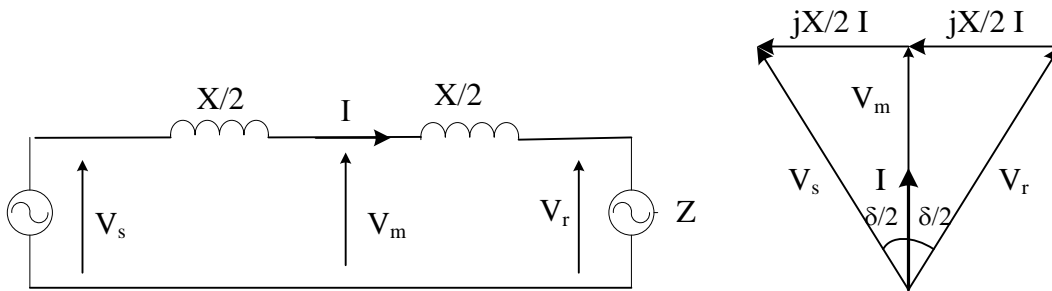 X/2
I
X/2
V_s
V_m
V_r
Z
jX/2 I
jX/2 I
V_m
V_s
I
V_r
δ/2
δ/2